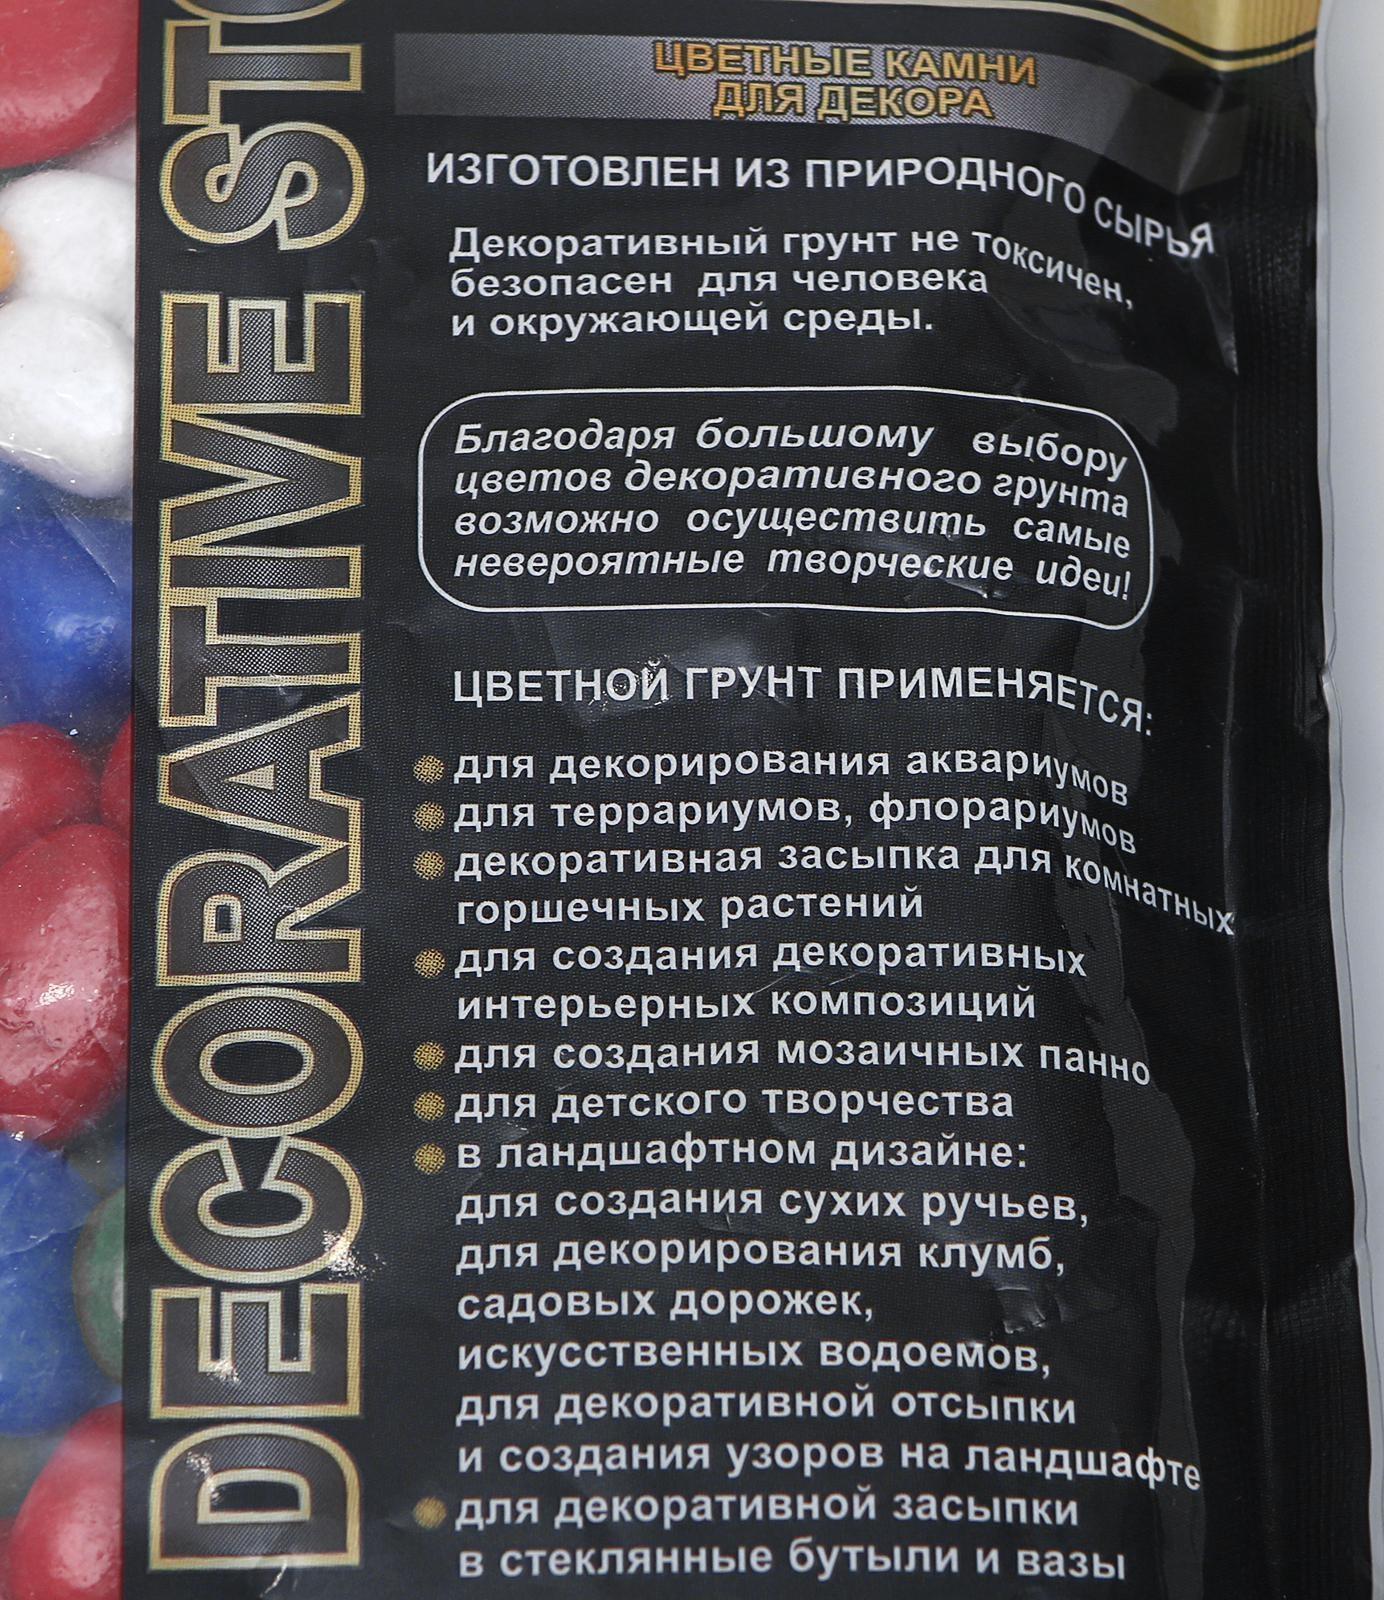 DECORATIVE STO
ЦВЕТНЫЕ КАМНИ
ДЛЯ ДЕКОРА
ИЗГОТОВЛЕН ИЗ ПРИРОДНОГО СЫРЬЯ
Декоративный грунт не токсичен,
безопасен для человека
и окружающей среды.
Благодаря большому выбору
цветов декоративного грунта
возможно осуществить самые
невероятные творческие идеи!
ЦВЕТНОЙ ГРУНТ ПРИМЕНЯЕТСЯ:
для декорирования аквариумов
для террариумов, флорариумов
декоративная засыпка для комнатных
горшечных растений
для создания декоративных
интерьерных композиций
для создания мозаичных панно
для детского творчества
в ландшафтном дизайне:
для создания сухих ручьев,
для декорирования клумб,
садовых дорожек,
искусственных водоемов,
для декоративной отсыпки
и создания узоров на ландшафте
для декоративной засыпки
в стеклянные бутыли и вазы